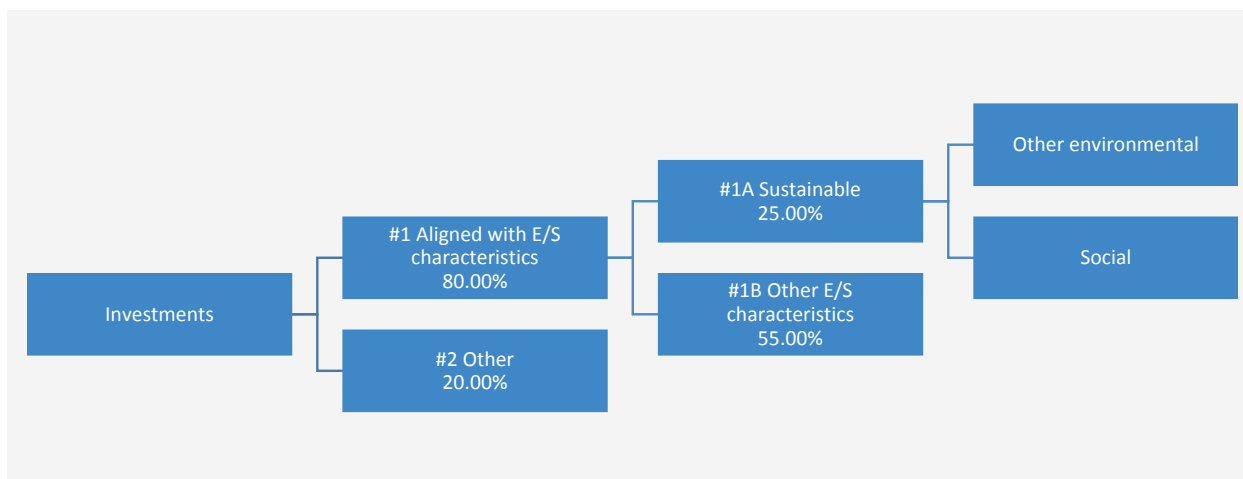 Investments
#1 Aligned with E/S
characteristics
80.00%
#2 Other
20.00%
#1A Sustainable
25.00%
#1B Other E/S
characteristics
55.00%
Other environmental
Social